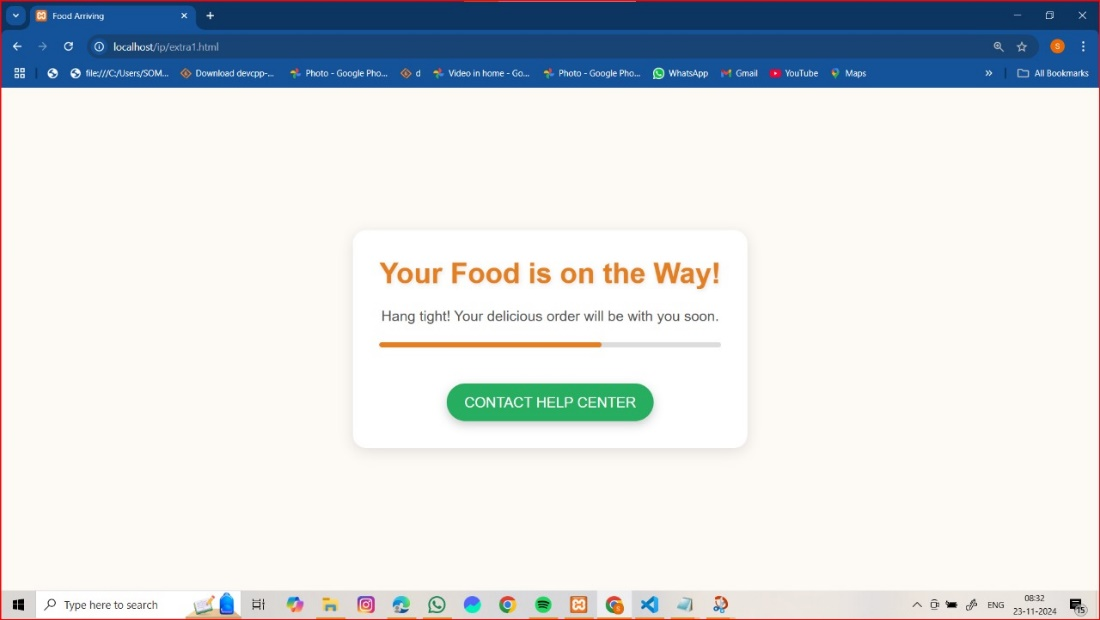 Food Arriving
localhost/ip/extra1.html
S
file:///C:/Users/SOM... Download devcpp-... Photo - Google Pho... d Video in home - Go... Photo - Google Pho... WhatsApp Gmail YouTube Maps » All Bookmarks
Your Food is on the Way!
Hang tight! Your delicious order will be with you soon.
CONTACT HELP CENTER
Type here to search
ENG
08:32
23-11-2024
15